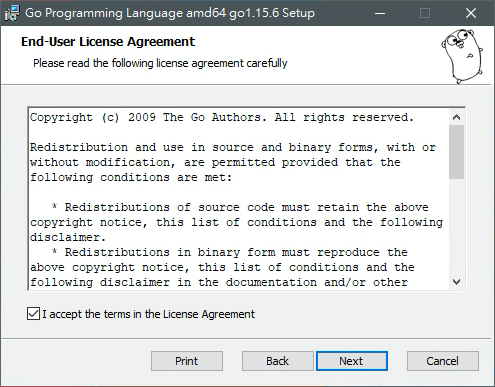 Go Programming Language amd64 go1.15.6 Setup
End-User License Agreement
Please read the following license agreement carefully
Copyright (c) 2009 The Go Authors. All rights reserved.
Redistribution and use in source and binary forms, with or
without modification, are permitted provided that the
following conditions are met:
* Redistributions of source code must retain the above
copyright notice, this list of conditions and the following
disclaimer.
* Redistributions in binary form must reproduce the
above copyright notice, this list of conditions and the
following disclaimer in the documentation and/or other
I accept the terms in the License Agreement
Print Back Next Cancel